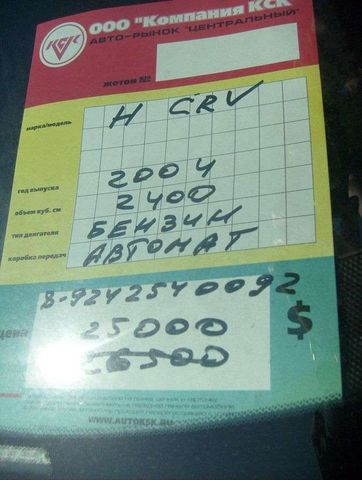 КСК
ООО "Компания КСК
АВТО-РЫНОК "ЦЕНТРАЛЬНЫЙ"
жетон №
марка/модель H CRV
год выпуска 2004
объем куб. см 2400
тип двигателя БЕНЗИН
коробка передач АВТОМАТ
8-9242540092
цена 25000 $
26500
WWW.AUTOKSK.RU